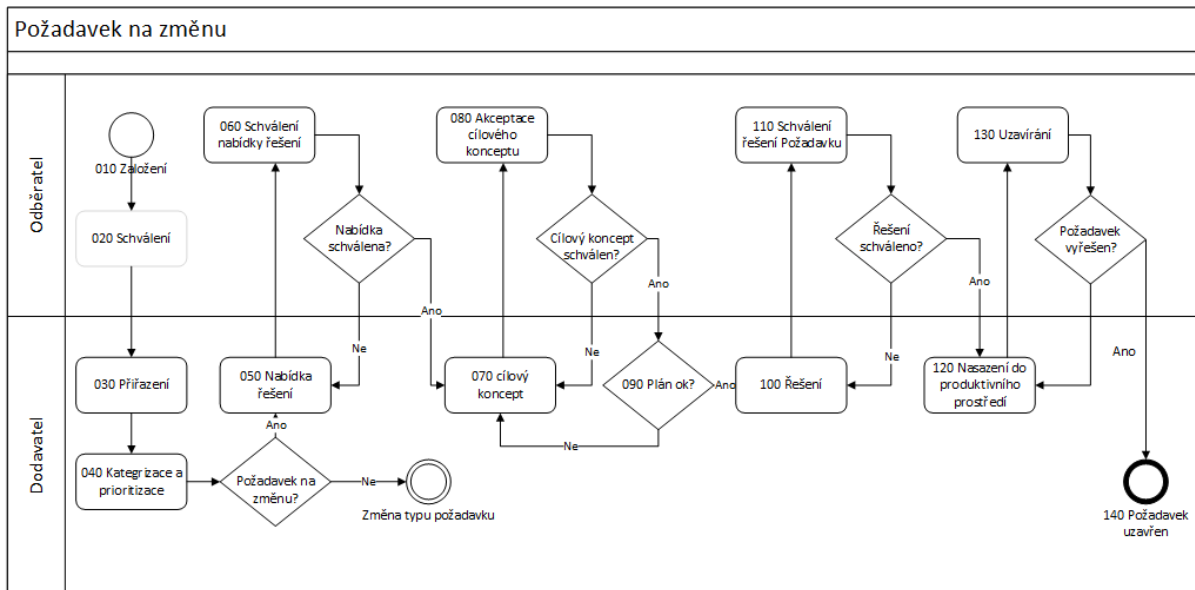 Požadavek na změnu
Odběratel
010 Založení
020 Schválení
060 Schválení
nabídky řešení
Nabídka
schválena?
Ano
Ne
080 Akceptace
cílového
konceptu
Cílový koncept
schválen?
Ano
Ne
110 Schválení
řešení Požadavku
Řešení
schváleno?
Ano
Ne
130 Uzavírání
Požadavek
vyřešen?
Ano
Dodavatel
030 Přiřazení
040 Kategrizace a
prioritizace
050 Nabídka
řešení
Ano
Požadavek na
změnu?
Ne
Změna typu požadavku
070 cílový
koncept
090 Plán ok?
Ano
Ne
100 Řešení
120 Nasazení do
produktivního
prostředí
140 Požadavek
uzavřen